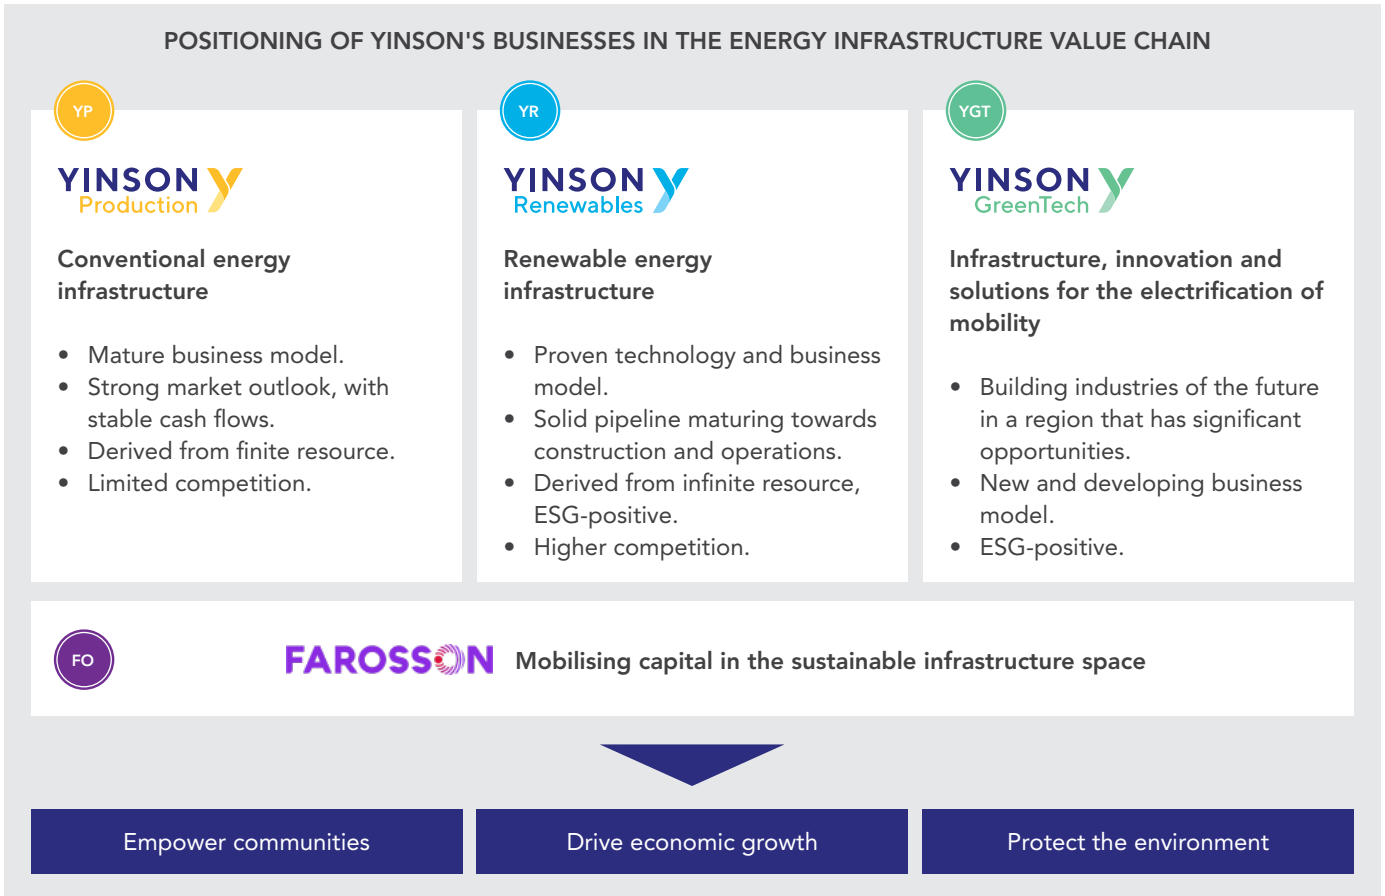 POSITIONING OF YINSON'S BUSINESSES IN THE ENERGY INFRASTRUCTURE VALUE CHAIN
YP
YINSON
Production
Conventional energy
infrastructure
• Mature business model.
• Strong market outlook, with
stable cash flows.
• Derived from finite resource.
• Limited competition.
YR
YINSON
Renewables
Renewable energy
infrastructure
• Proven technology and business
model.
• Solid pipeline maturing towards
construction and operations.
• Derived from infinite resource,
ESG-positive.
• Higher competition.
YGT
YINSON
GreenTech
Infrastructure, innovation and
solutions for the electrification of
mobility
• Building industries of the future
in a region that has significant
opportunities.
• New and developing business
model.
• ESG-positive.
FO
FAROSSON Mobilising capital in the sustainable infrastructure space
Empower communities
Drive economic growth
Protect the environment